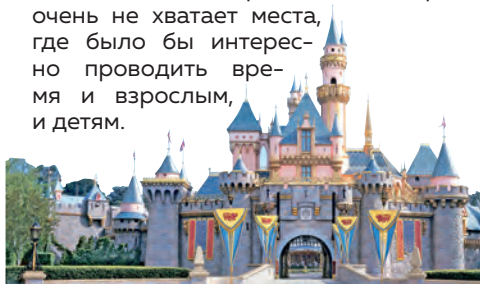 очень не хватает места,
где было бы интерес-
но проводить вре-
мя и взрослым,
и детям.